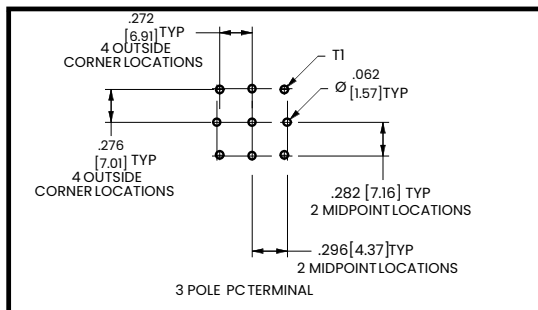 .272
[6.91] TYP
4 OUTSIDE
CORNER LOCATIONS
T1
Ø .062
[1.57] TYP
.276
[7.01] TYP
4 OUTSIDE
CORNER LOCATIONS
.282 [7.16] TYP
2 MIDPOINT LOCATIONS
.296[4.37]TYP
2 MIDPOINT LOCATIONS
3 POLE PC TERMINAL